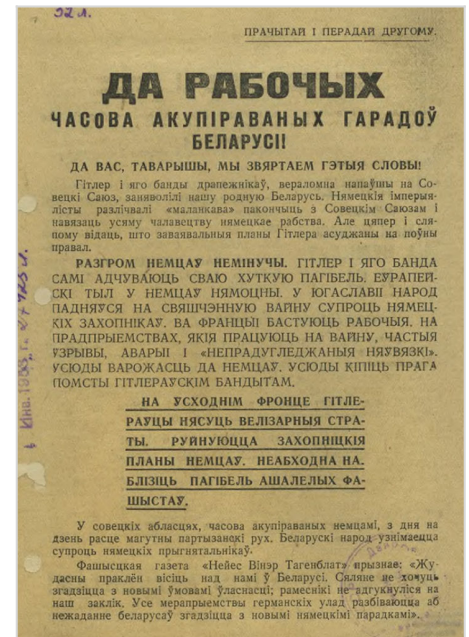 32 л.
ПРАЧЫТАЙ І ПЕРАДАЙ ДРУГОМУ.
ДА РАБОЧЫХ
ЧАСОВА АКУПІРАВАНЫХ ГАРАДОЎ
БЕЛАРУСІ!
ДА ВАС, ТАВАРЫШЫ, МЫ ЗВЯРТАЕМ ГЭТЫЯ СЛОВЫ!
Гітлер і яго банды драпежнікаў, вераломна напаўшы на Со-
вецкі Саюз, заняволілі нашу родную Беларусь. Нямецкія імперыя-
лісты разлічвалі «маланкава» пакончыць з Совецкім Саюзам і
навязаць усяму чалавецтву нямецкае рабства. Але цяпер і сля-
пому відаць, што заваявальныя планы Гітлера асуджаны на поўны
правал.
РАЗГРОМ НЕМЦАЎ НЕМІНУЧЫ. ГІТЛЕР І ЯГО БАНДА
САМІ АДЧУВАЮЦЬ СВАЮ ХУТКУЮ ПАГІБЕЛЬ. ЕЎРАПЕЙ-
СКІ ТЫЛ У НЕМЦАЎ НЯМОЦНЫ. У ЮГАСЛАВІІ НАРОД
ПАДНЯЎСЯ НА СВЯШЧЭННУЮ ВАЙНУ СУПРОЦЬ НЯМЕЦ-
КІХ ЗАХОПНІКАЎ. ВА ФРАНЦЫІ БАСТУЮЦЬ РАБОЧЫЯ. НА
ПРАДПРЫЕМСТВАХ, ЯКІЯ ПРАЦУЮЦЬ НА ВАЙНУ, ЧАСТЫЯ
ЎЗРЫВЫ, АВАРЫІ І «НЕПРАДУГЛЕДЖАНЫЯ НЯЎВЯЗКІ».
УСЮДЫ ВАРОЖАСЦЬ ДА НЕМЦАЎ. УСЮДЫ КІПІЦЬ ПРАГА
ПОМСТЫ ГІТЛЕРАЎСКІМ БАНДЫТАМ.
НА УСХОДНІМ ФРОНЦЕ ГІТЛЕ-
РАЎЦЫ НЯСУЦЬ ВЕЛІЗАРНЫЯ СТРА-
ТЫ. РУЙНУЮЦЦА ЗАХОПНІЦКІЯ
ПЛАНЫ НЕМЦАЎ. НЕАБХОДНА НА-
БЛІЗІЦЬ ПАГІБЕЛЬ АШАЛЕЛЫХ ФА-
ШЫСТАЎ.
У совецкіх абласцях, часова акупіраваных немцамі, з дня на
дзень расце магутны партызанскі рух. Беларускі народ узнімаецца
супроць нямецкіх прыгнятальнікаў.
Фашысцкая газета «Нейес Вінэр Тагенблат» прызнае: «Жу-
дасны праклён вісіць над намі ў Беларусі. Сяляне не хочуць
згадзіцца з новымі ўмовамі ўласнасці; рамеснікі не адгукнуліся на
наш заклік. Усе мерапрыемствы германскіх улад разбіваюцца аб
нежаданне беларусаў згадзіцца з новымі нямецкімі парадкамі».